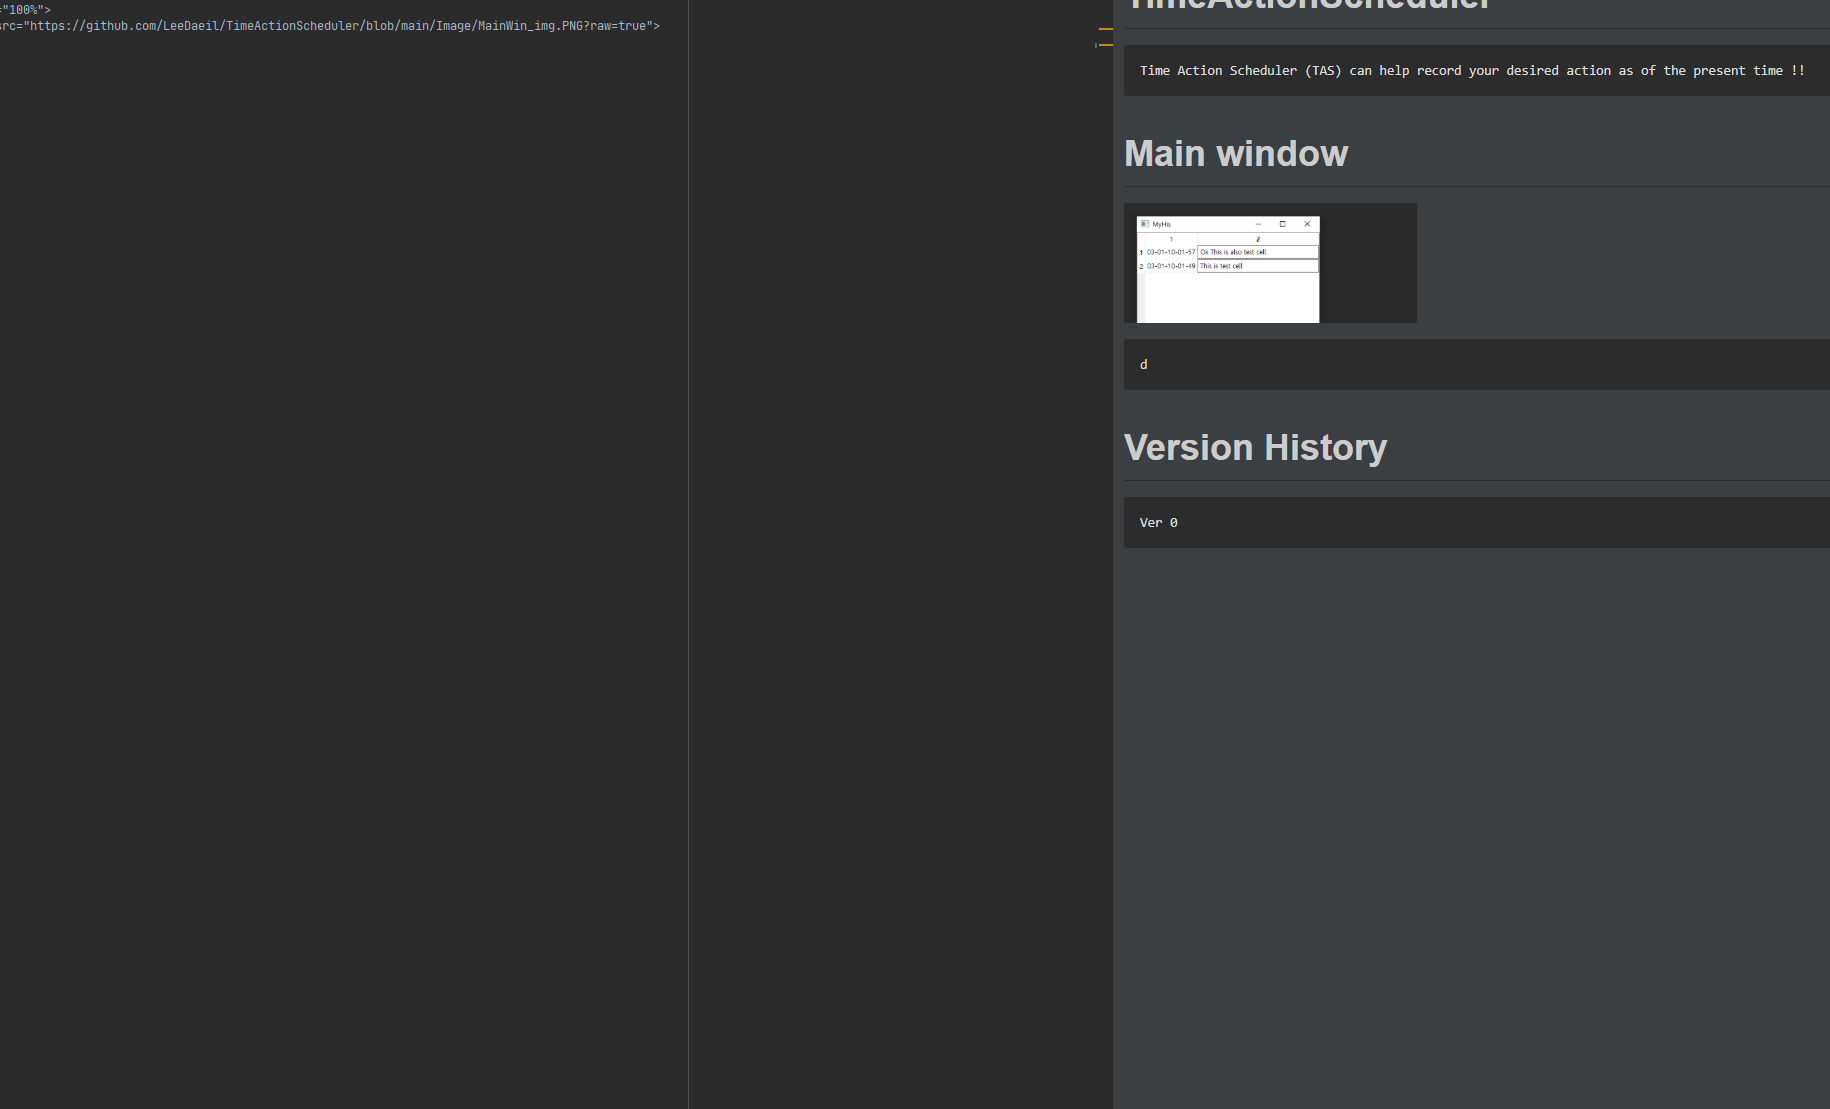 ="100%">
src="https://github.com/LeeDaeil/TimeActionScheduler/blob/main/Image/MainWin_img.PNG?raw=true">
TimeActionScheduler
Time Action Scheduler (TAS) can help record your desired action as of the present time !!
Main window
MyHis
1 2
1 03-01-10-01-57 Ok This is also test cell.
2 03-01-10-01-49 This is test cell.
d
Version History
Ver 0